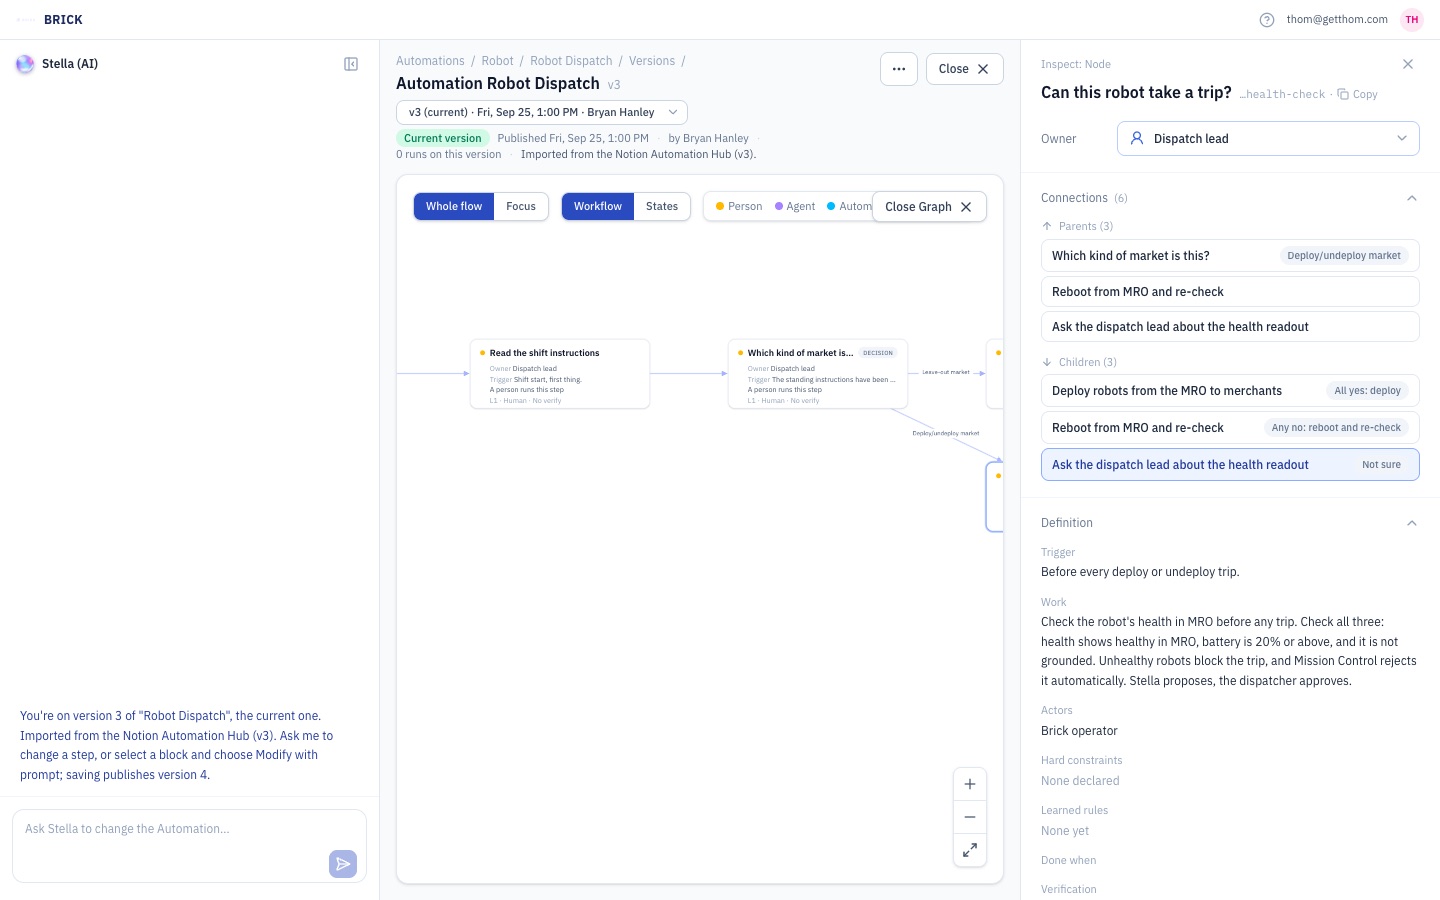 BRICK
thom@getthom.com
TH
Stella (AI)
You're on version 3 of "Robot Dispatch", the current one.
Imported from the Notion Automation Hub (v3). Ask me to
change a step, or select a block and choose Modify with
prompt; saving publishes version 4.
Ask Stella to change the Automation...
Automations / Robot / Robot Dispatch / Versions /
Automation Robot Dispatch v3
Close
v3 (current) · Fri, Sep 25, 1:00 PM · Bryan Hanley
Current version Published Fri, Sep 25, 1:00 PM · by Bryan Hanley ·
0 runs on this version · Imported from the Notion Automation Hub (v3).
Whole flow Focus Workflow States Person Agent Autom
Close Graph
Read the shift instructions
Owner Dispatch lead
Trigger Shift start, first thing.
A person runs this step
L1 · Human · No verify
Which kind of market is... DECISION
Owner Dispatch lead
Trigger The standing instructions have been ...
A person runs this step
L1 · Human · No verify
Leave-out market
Deploy/undeploy market
Inspect: Node
Can this robot take a trip? …health-check · Copy
Owner Dispatch lead
Connections (6)
Parents (3)
Which kind of market is this? Deploy/undeploy market
Reboot from MRO and re-check
Ask the dispatch lead about the health readout
Children (3)
Deploy robots from the MRO to merchants All yes: deploy
Reboot from MRO and re-check Any no: reboot and re-check
Ask the dispatch lead about the health readout Not sure
Definition
Trigger
Before every deploy or undeploy trip.
Work
Check the robot's health in MRO before any trip. Check all three:
health shows healthy in MRO, battery is 20% or above, and it is not
grounded. Unhealthy robots block the trip, and Mission Control rejects
it automatically. Stella proposes, the dispatcher approves.
Actors
Brick operator
Hard constraints
None declared
Learned rules
None yet
Done when
Verification